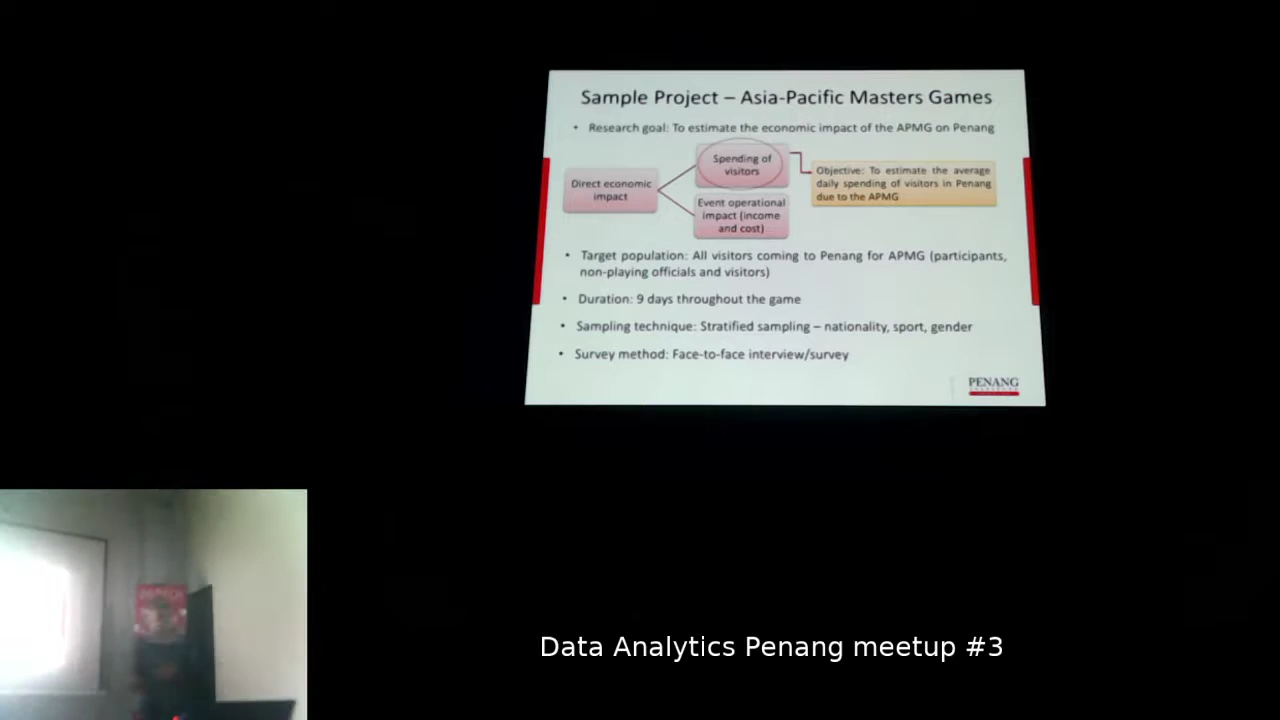 Sample Project – Asia-Pacific Masters Games
• Research goal: To estimate the economic impact of the APMG on Penang
Direct economic
impact
Spending of
visitors
Event operational
impact (income
and cost)
Objective: To estimate the average
daily spending of visitors in Penang
due to the APMG
• Target population: All visitors coming to Penang for APMG (participants,
non-playing officials and visitors)
• Duration: 9 days throughout the game
• Sampling technique: Stratified sampling – nationality, sport, gender
• Survey method: Face-to-face interview/survey
PENANG
Data Analytics Penang meetup #3